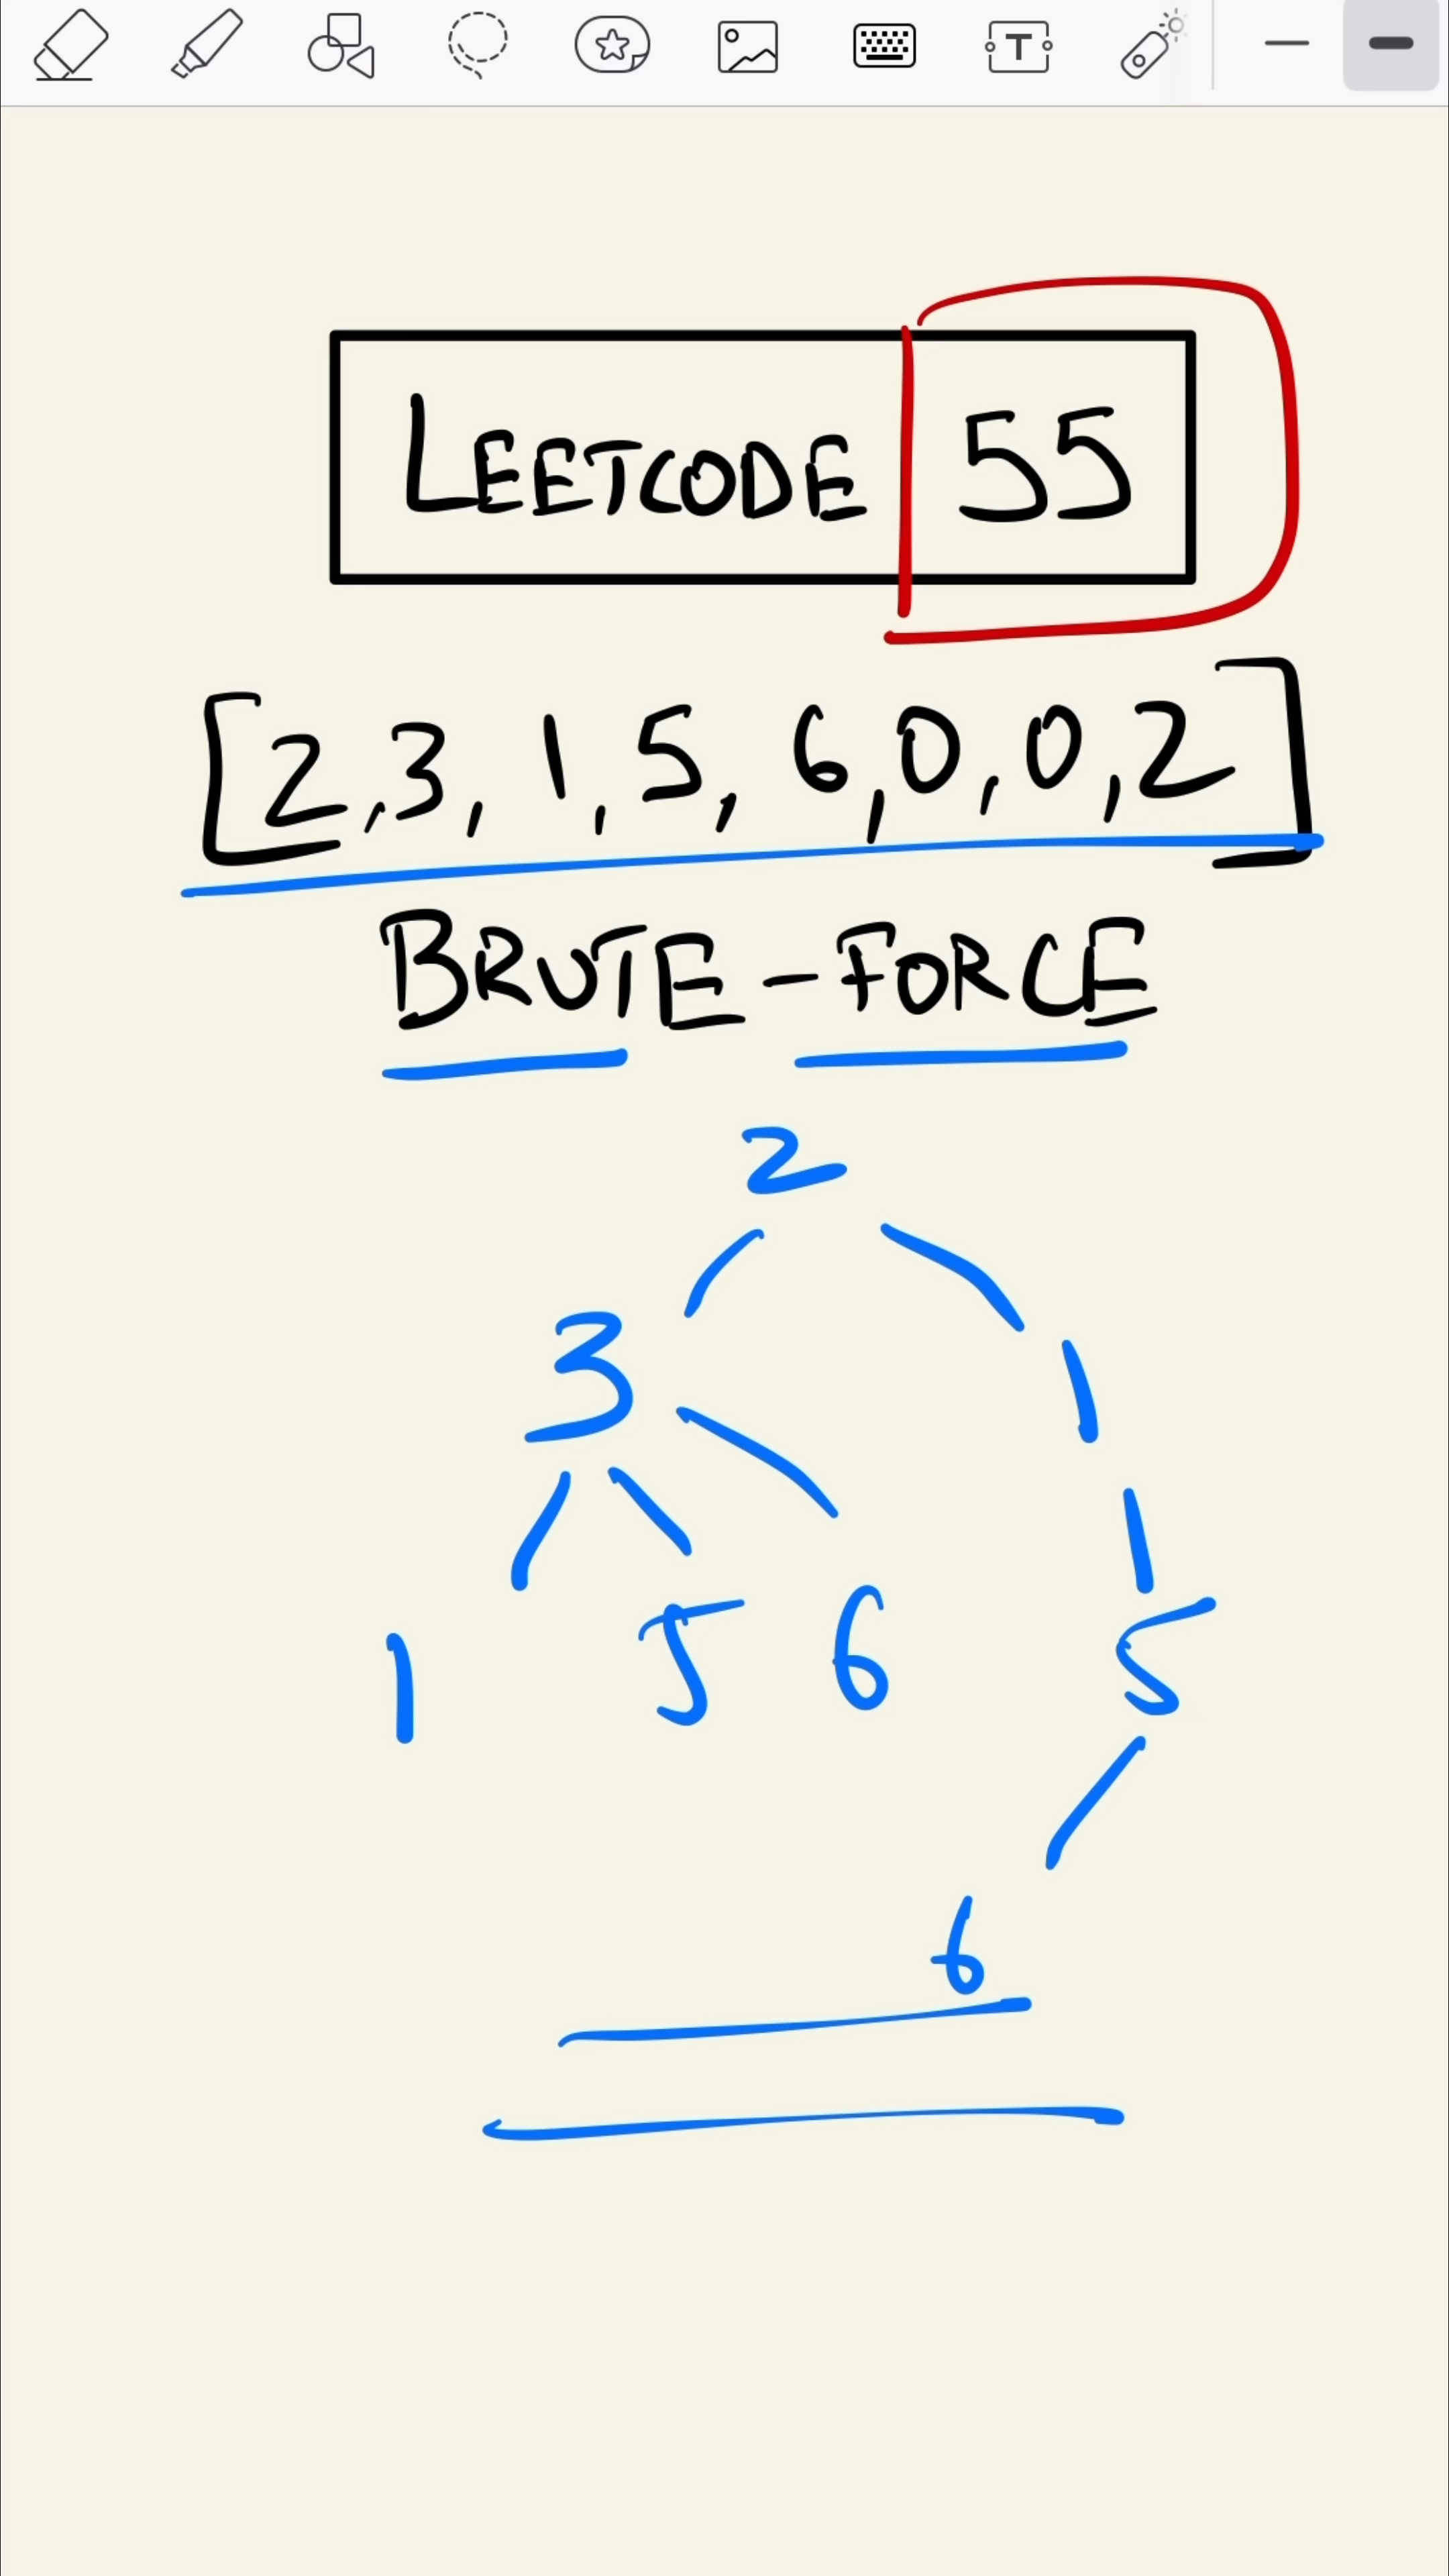 LEETCODE 55
[2,3,1,5,6,0,0,2]
BRUTE-FORCE
2
3 1
1 5 6 5
6